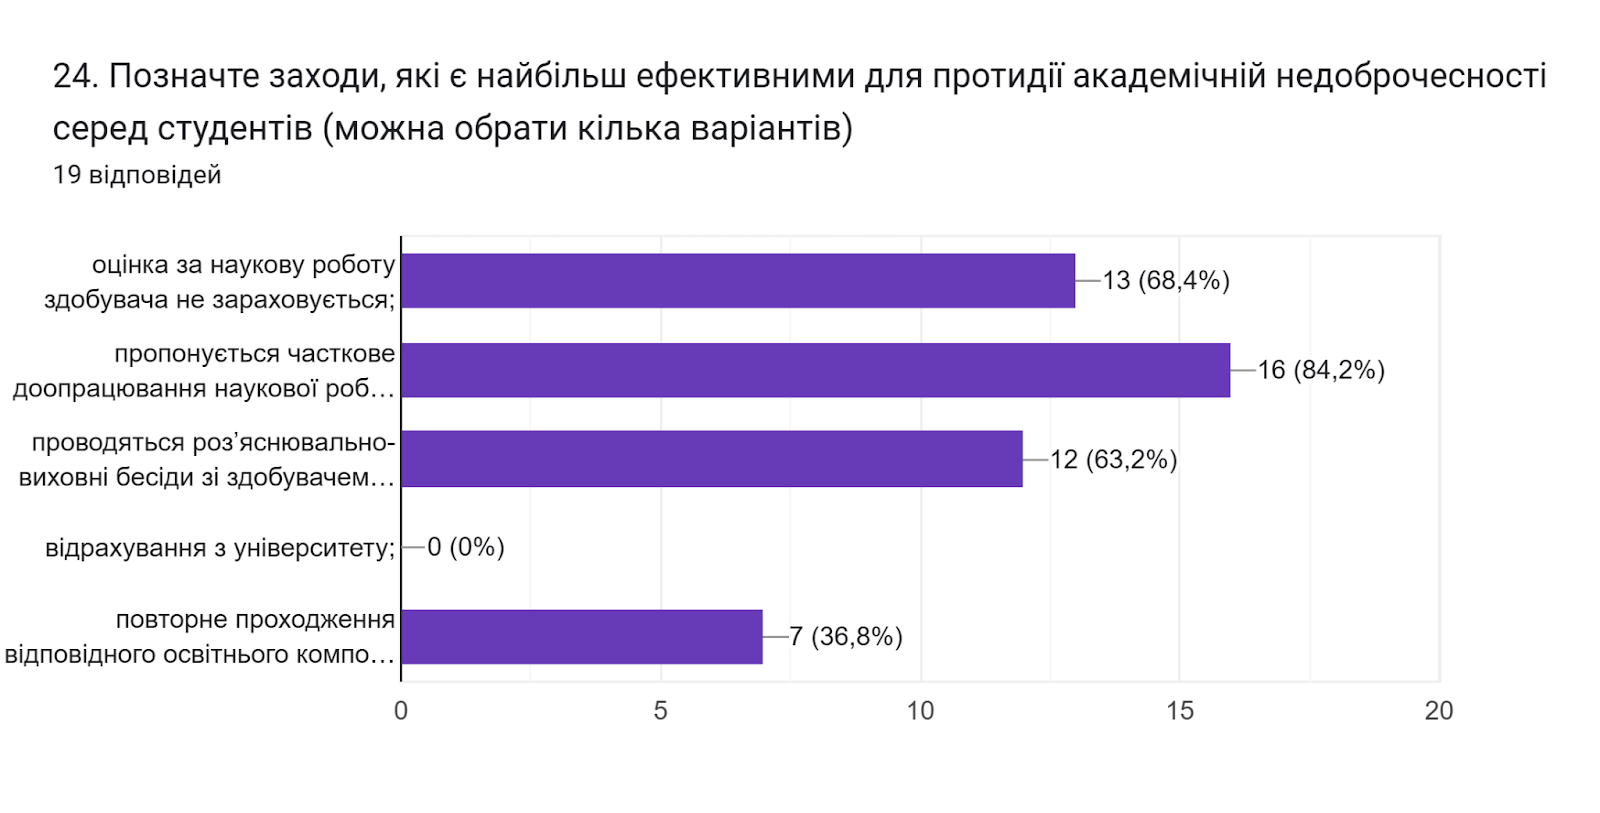 24. Позначте заходи, які є найбільш ефективними для протидії академічній недоброчесності
серед студентів (можна обрати кілька варіантів)
19 відповідей
оцінка за наукову роботу
здобувача не зараховується;
13 (68,4%)
пропонується часткове
доопрацювання наукової роб…
16 (84,2%)
проводяться роз’яснювально-
виховні бесіди зі здобувачем…
12 (63,2%)
відрахування з університету;
0 (0%)
повторне проходження
відповідного освітнього компо…
7 (36,8%)
0 5 10 15 20